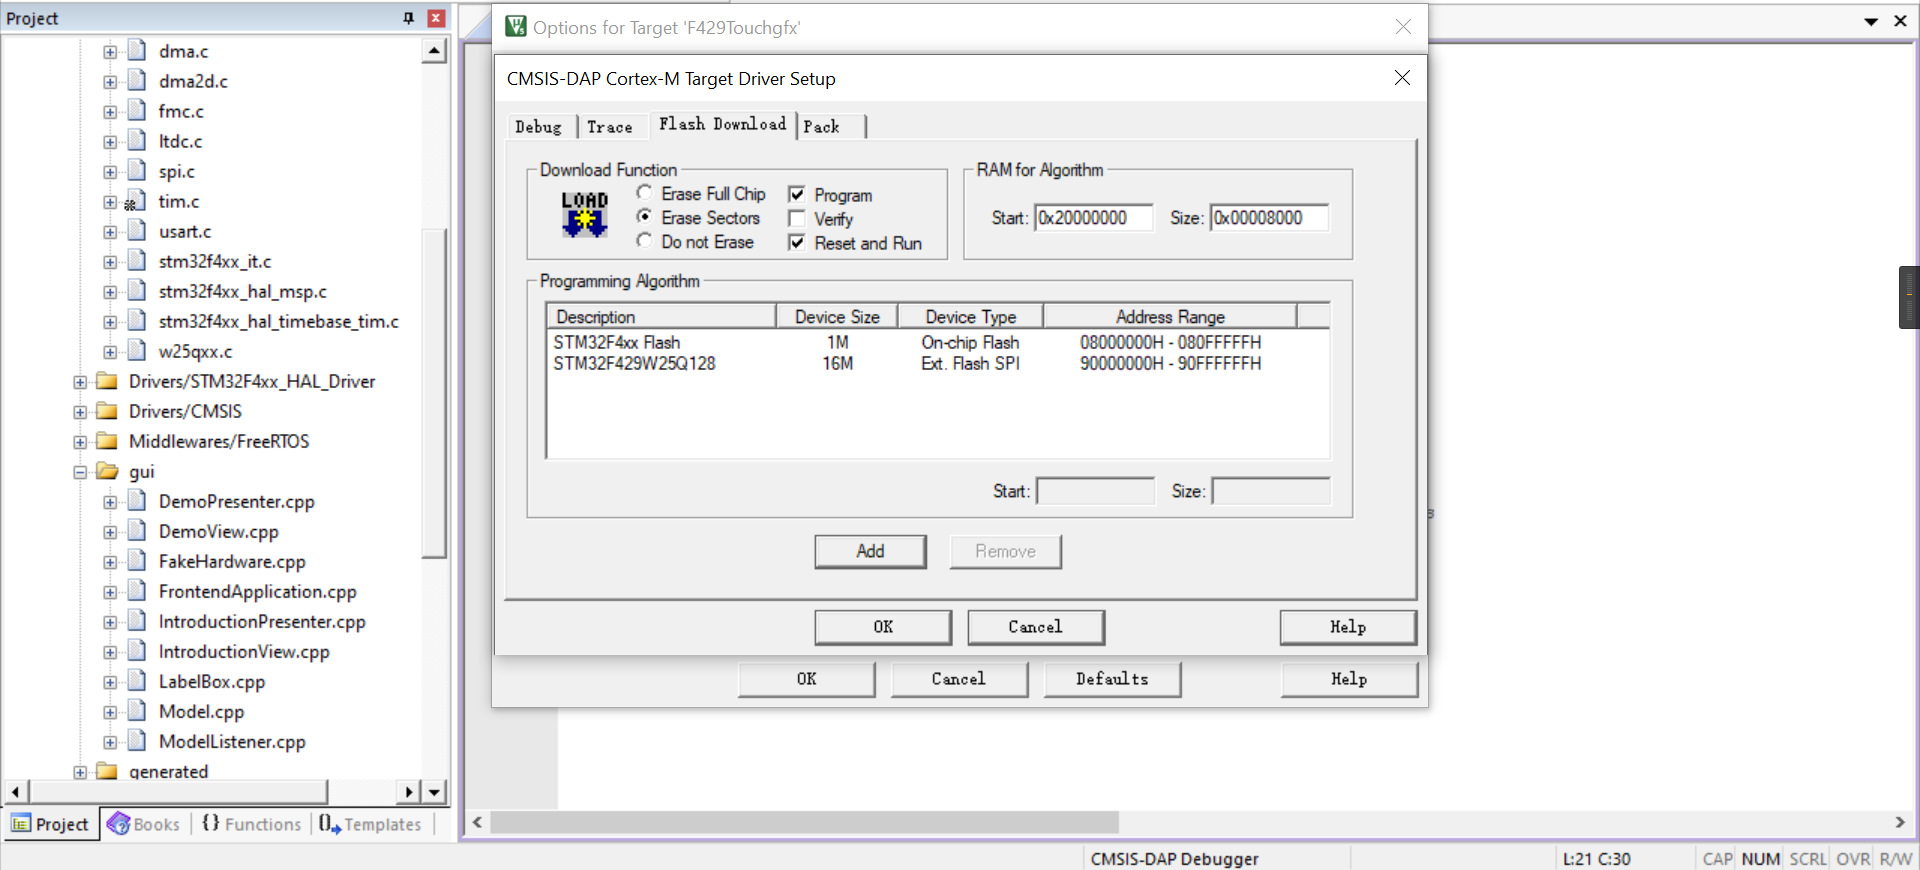 Project
dma.c
dma2d.c
fmc.c
ltdc.c
spi.c
tim.c
usart.c
stm32f4xx_it.c
stm32f4xx_hal_msp.c
stm32f4xx_hal_timebase_tim.c
w25qxx.c
Drivers/STM32F4xx_HAL_Driver
Drivers/CMSIS
Middlewares/FreeRTOS
gui
DemoPresenter.cpp
DemoView.cpp
FakeHardware.cpp
FrontendApplication.cpp
IntroductionPresenter.cpp
IntroductionView.cpp
LabelBox.cpp
Model.cpp
ModelListener.cpp
generated
Project Books {} Functions Templates
Options for Target 'F429Touchgfx'
CMSIS-DAP Cortex-M Target Driver Setup
Debug Trace Flash Download Pack
Download Function
LOAD
Erase Full Chip Program
Erase Sectors Verify
Do not Erase Reset and Run
RAM for Algorithm
Start: 0x20000000 Size: 0x00008000
Programming Algorithm
Description Device Size Device Type Address Range
STM32F4xx Flash 1M On-chip Flash 08000000H - 080FFFFFH
STM32F429W25Q128 16M Ext. Flash SPI 90000000H - 90FFFFFFH
Start: Size:
Add Remove
OK Cancel Help
OK Cancel Defaults Help
CMSIS-DAP Debugger L:21 C:30 CAP NUM SCRL OVR R/W